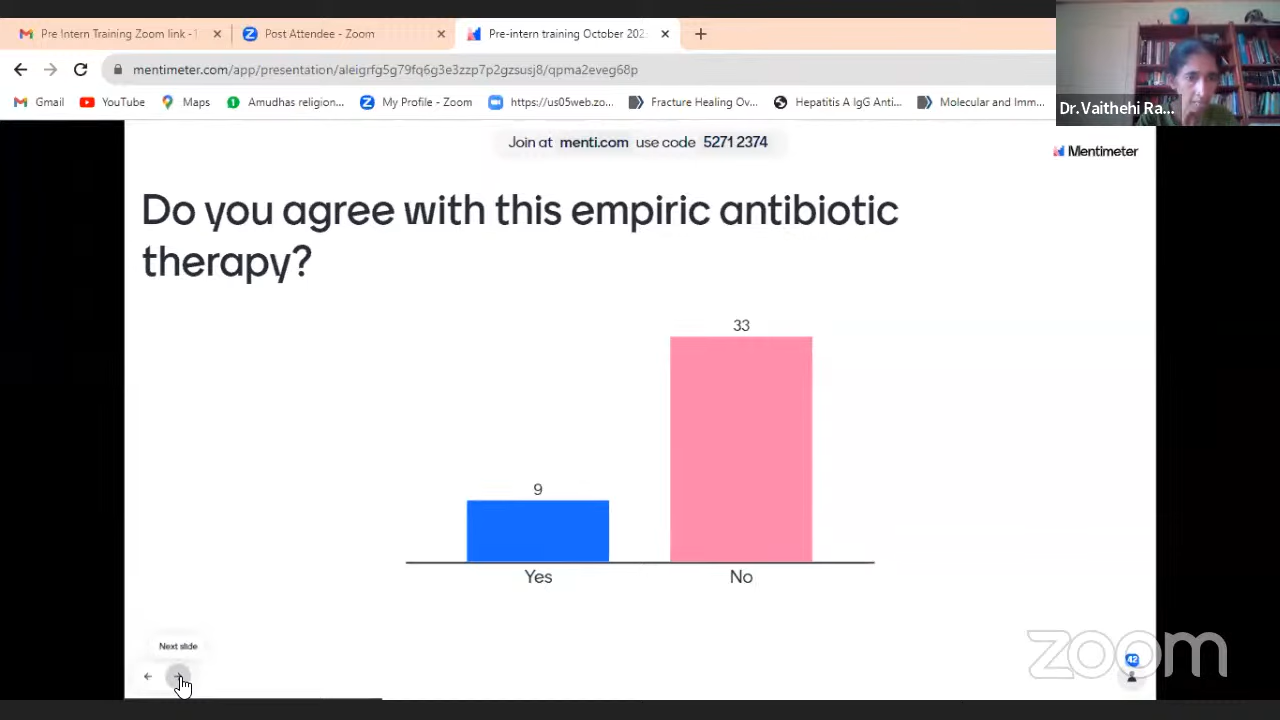 Pre Intern Training Zoom link - 1
Post Attendee - Zoom
Pre-intern training October 202
mentimeter.com/app/presentation/aleigrfg5g79fq6g3e3zzp7p2gzsusj8/qpma2eveg68p
Gmail
YouTube
Maps
Amudhas religion...
My Profile - Zoom
https://us05web.zo...
Fracture Healing Ov...
Hepatitis A IgG Anti...
Molecular and Imm...
Dr.Vaithehi Ra...
Join at menti.com use code 5271 2374
Mentimeter
Do you agree with this empiric antibiotic
therapy?
33
9
Yes
No
Next slide
zoom
42